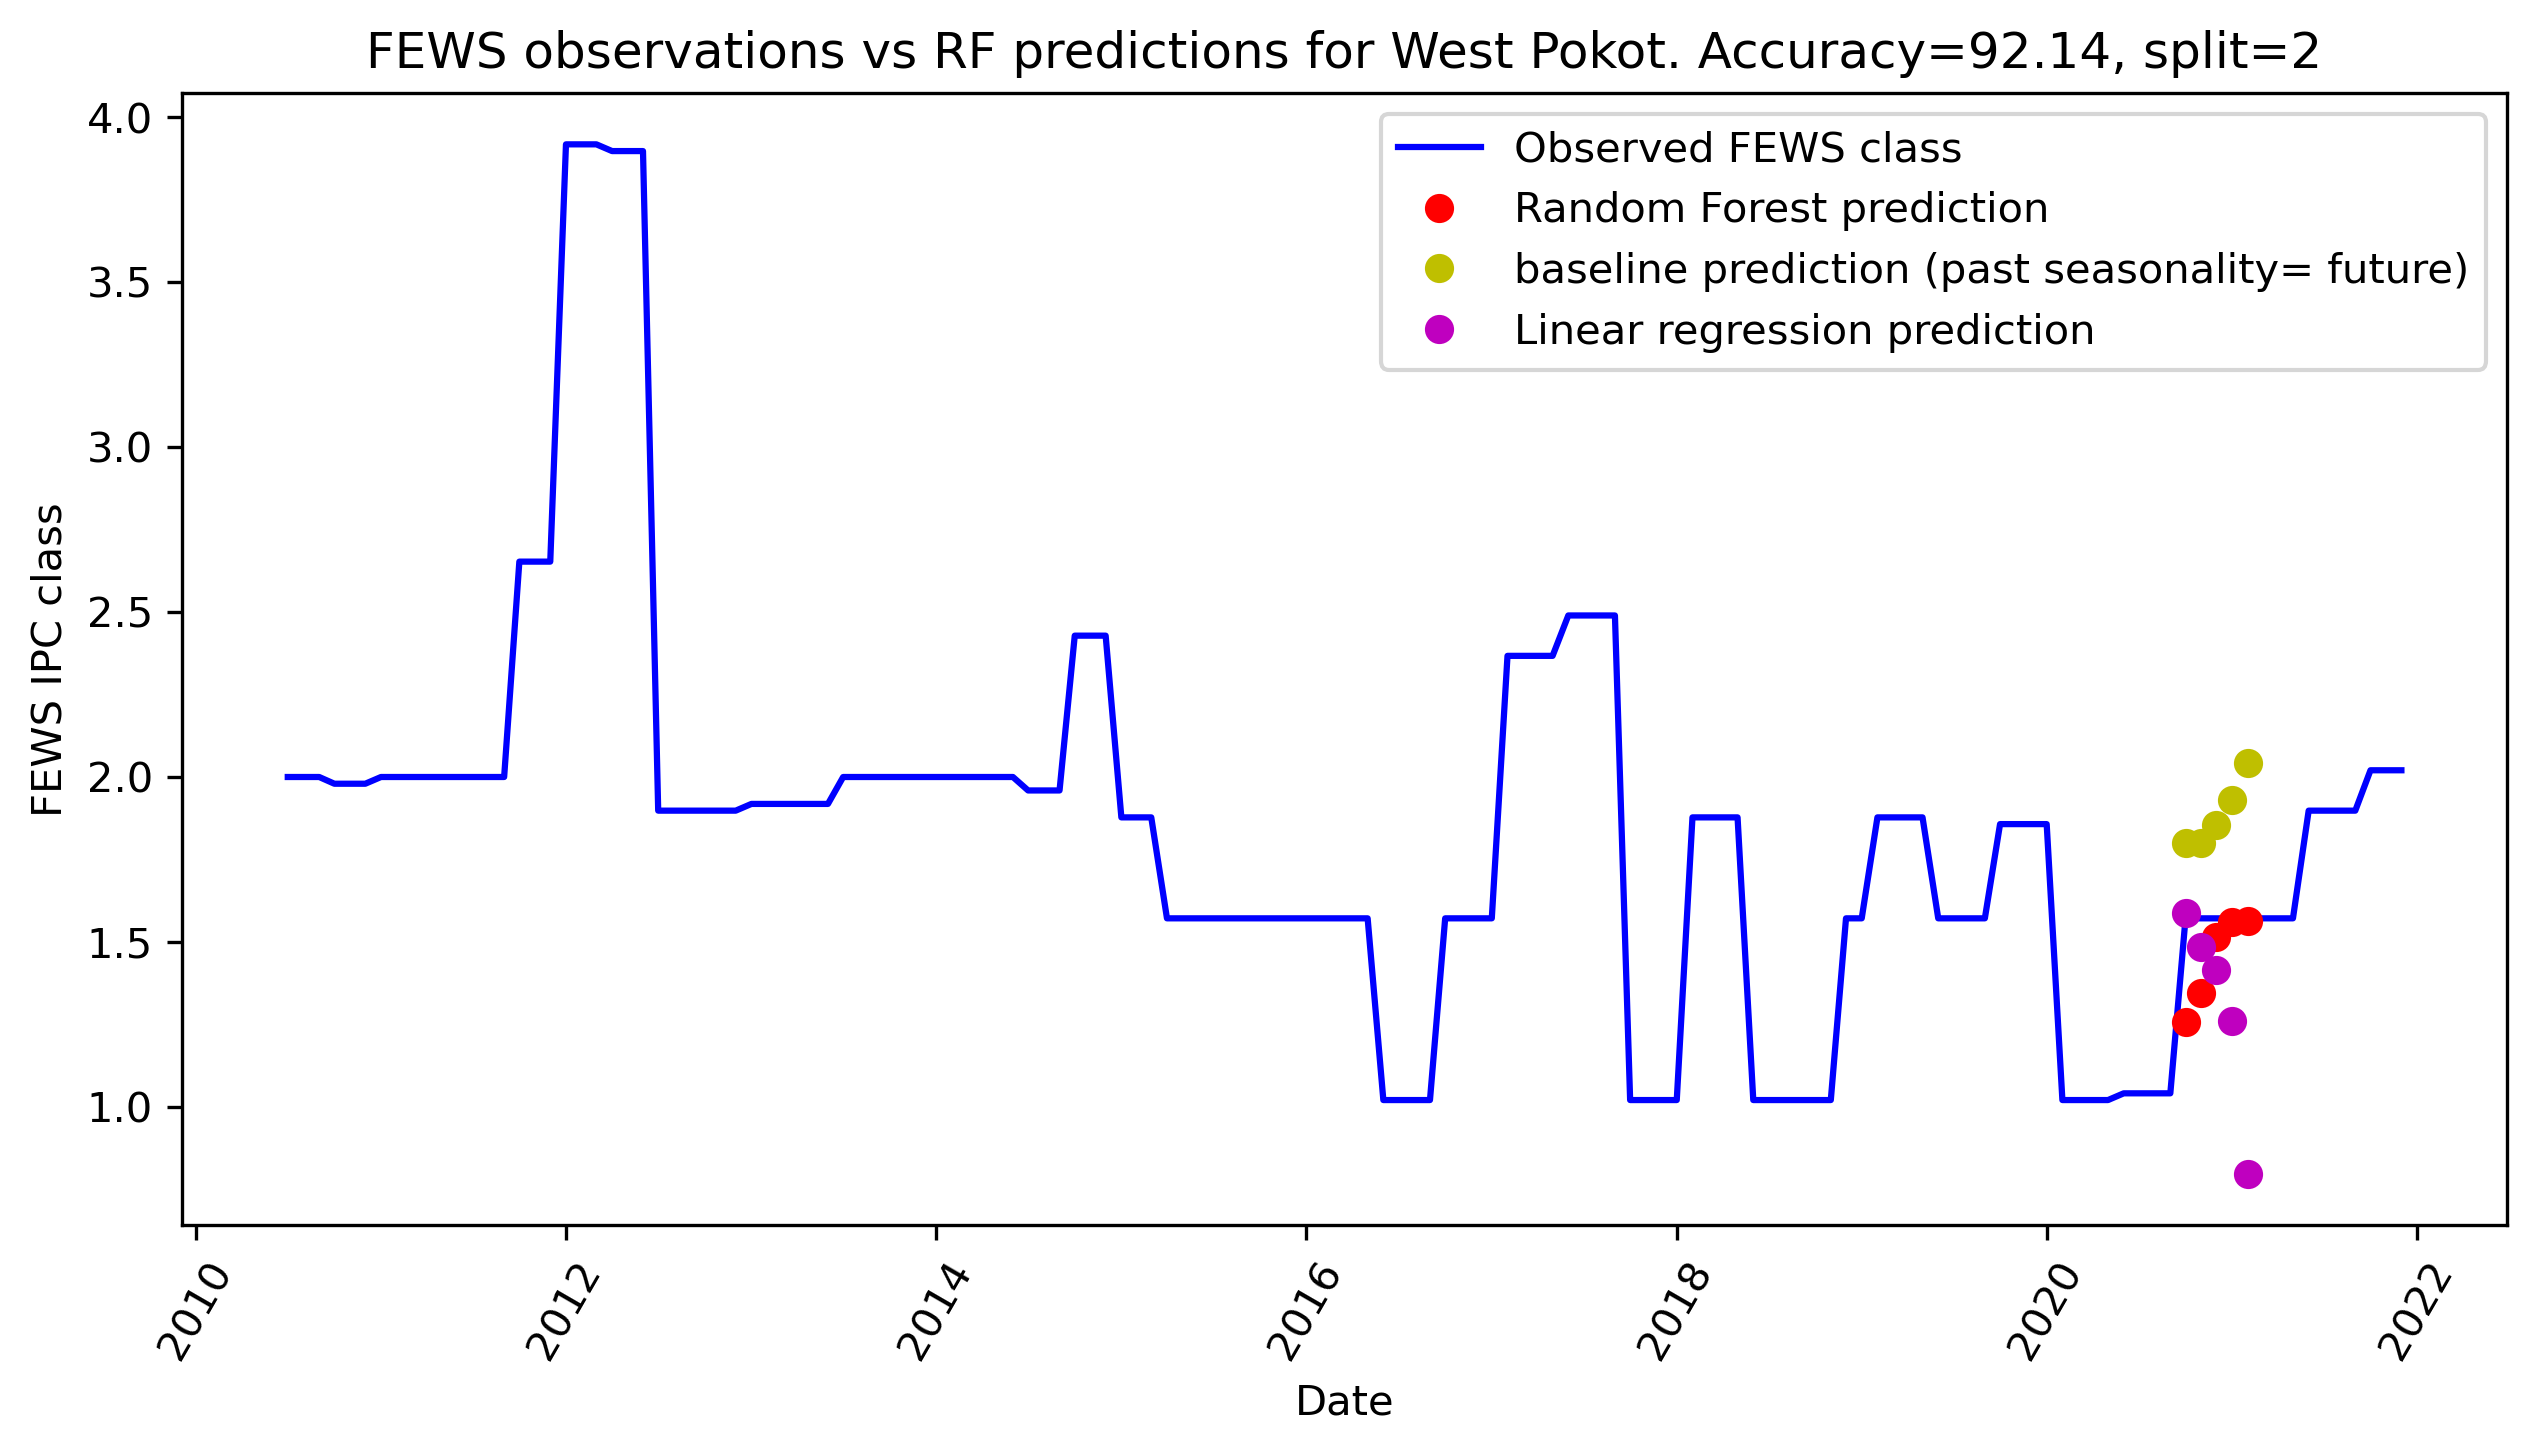 FEWS observations vs RF predictions for West Pokot. Accuracy=92.14, split=2
Observed FEWS class
Random Forest prediction
baseline prediction (past seasonality= future)
Linear regression prediction
FEWS IPC class
4.0
3.5
3.0
2.5
2.0
1.5
1.0
2010
2012
2014
2016
2018
2020
2022
Date